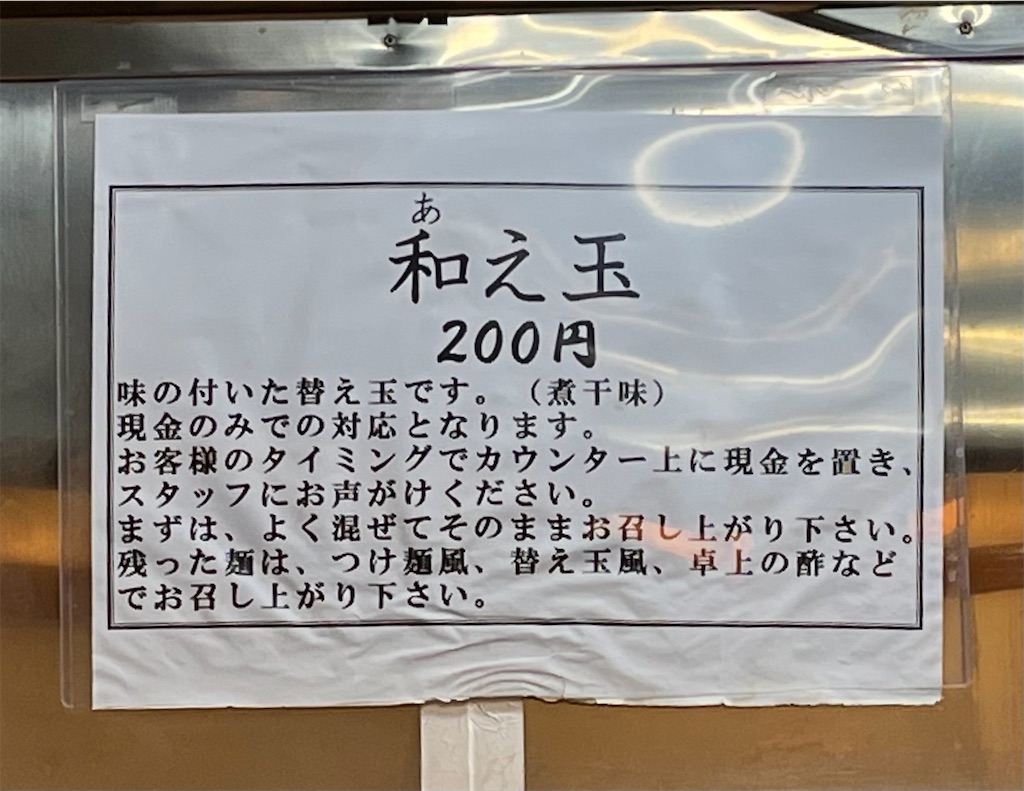 あ
和え玉
200円
味の付いた替え玉です。（煮干味）
現金のみでの対応となります。
お客様のタイミングでカウンター上に現金を置き、
スタッフにお声がけください。
まずは、よく混ぜてそのままお召し上がり下さい。
残った麺は、つけ麺風、替え玉風、卓上の酢など
でお召し上がり下さい。